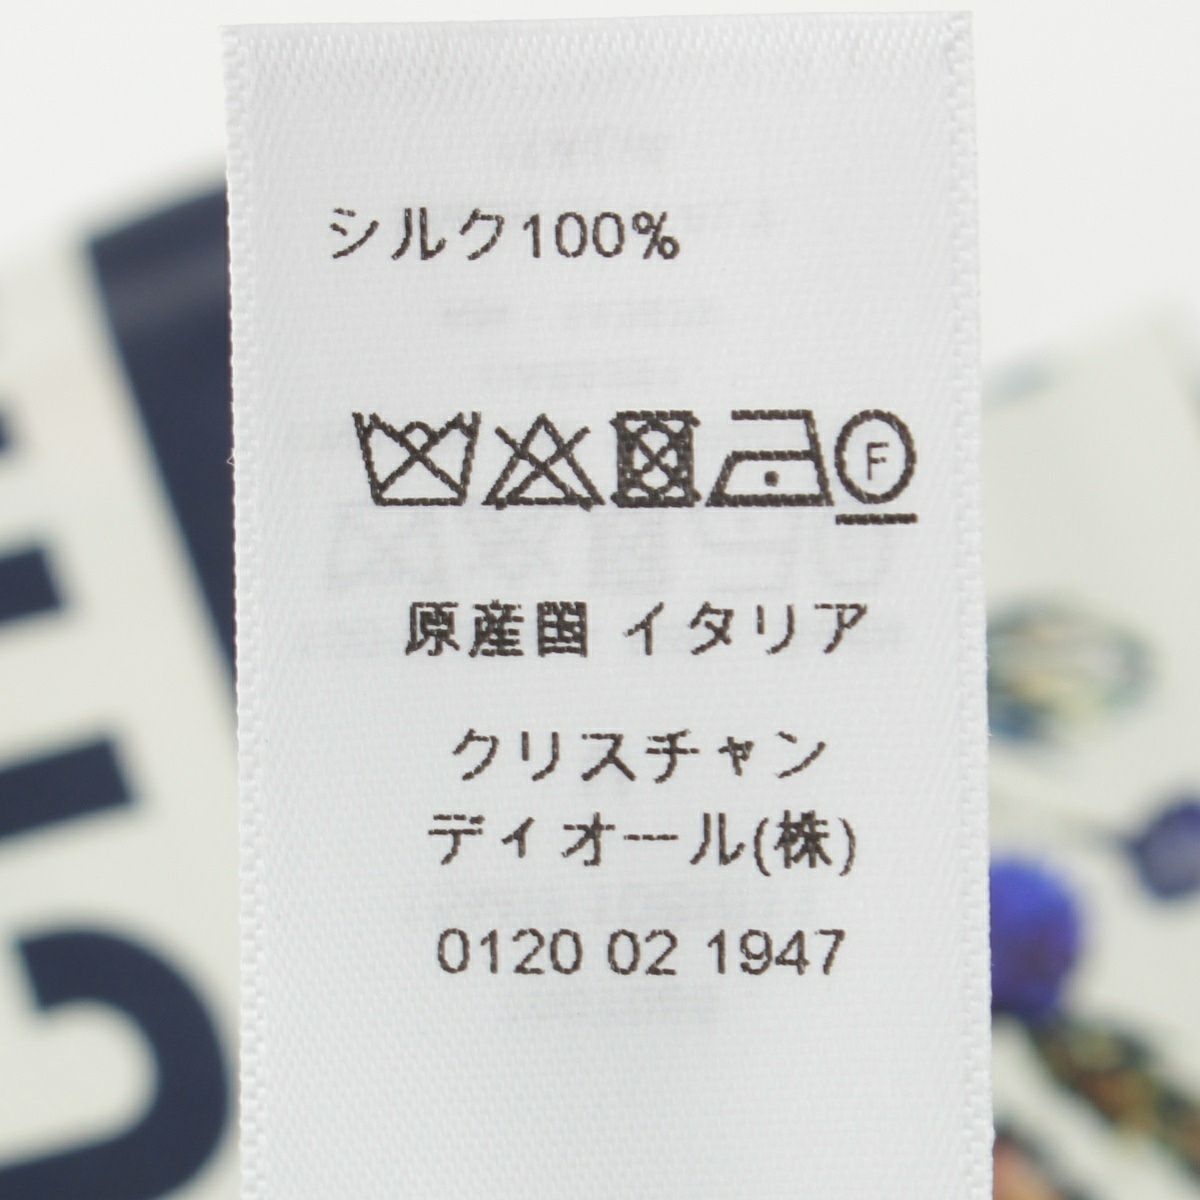 シルク100%
F
原産国 イタリア
クリスチャン
ディオール(株)
0120 02 1947